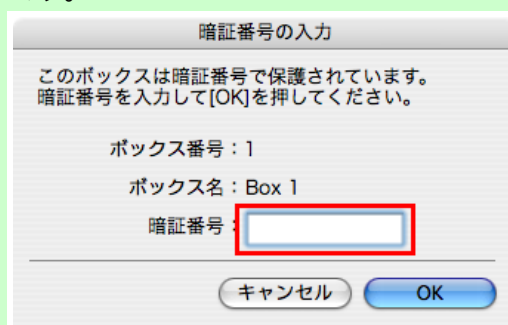 す。
暗証番号の入力
このボックスは暗証番号で保護されています。
暗証番号を入力して[OK]を押してください。
ボックス番号：1
ボックス名：Box 1
暗証番号：
キャンセル OK